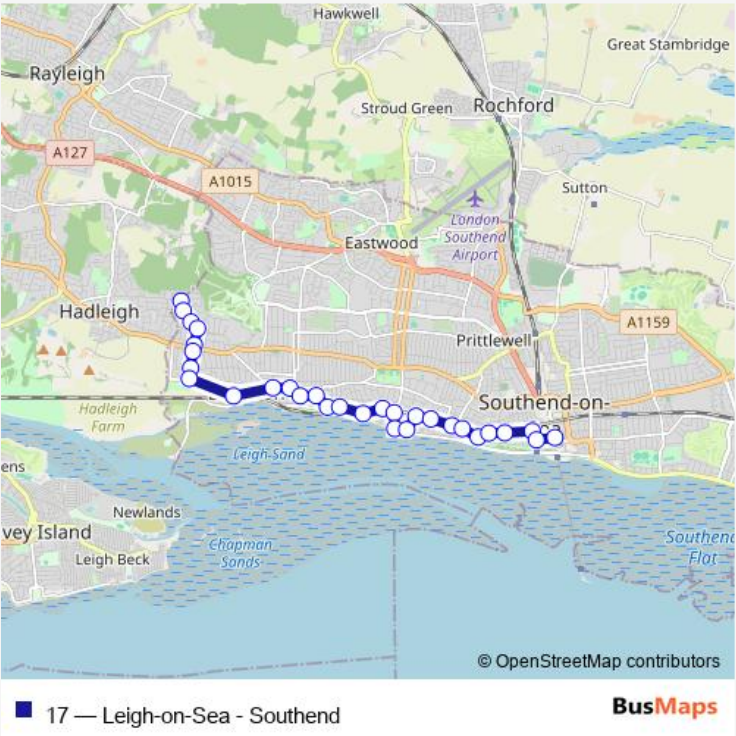 Hawkwell
Great Stambridge
Rayleigh
Stroud Green
Rochford
A127
A1015
Sutton
London
Southend
Airport
Eastwood
Hadleigh
A1159
Prittlewell
Southend-on-
Hadleigh
Farm
Leigh Sand
ens
Newlands
vey Island
Leigh Beck
Chapman
Sands
Southend
Flat
© OpenStreetMap contributors
17 — Leigh-on-Sea - Southend
BusMaps